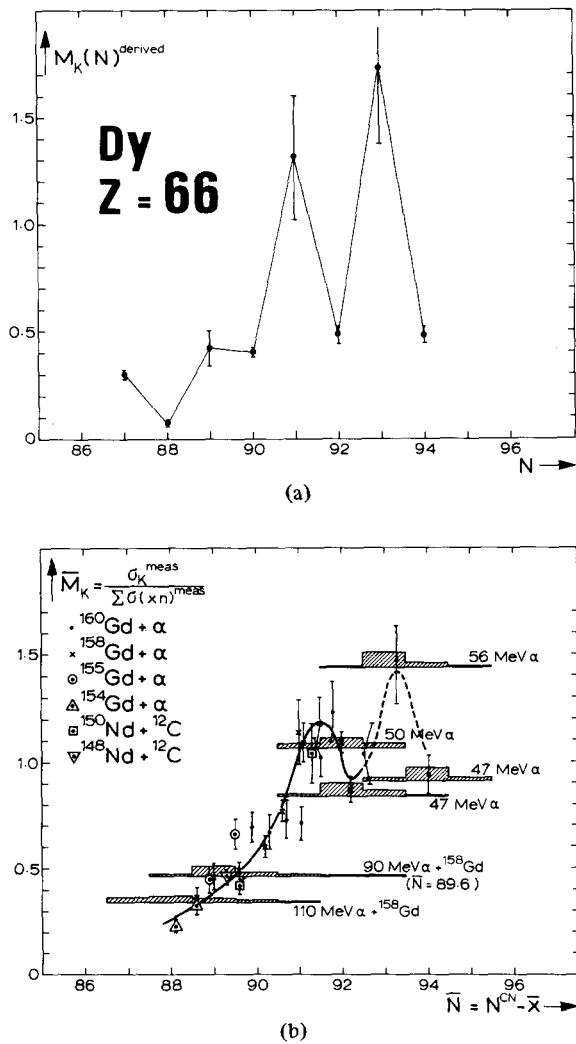 M_K(N)^derived
Dy
Z = 66
1.5
1.0
0.5
0
86 88 90 92 94 96
N
(a)
M̅_K = σ_K^meas / Σσ(xn)^meas
· ¹⁶⁰Gd + α
× ¹⁵⁸Gd + α
¹⁵⁵Gd + α
¹⁵⁴Gd + α
¹⁵⁰Nd + ¹²C
¹⁴⁸Nd + ¹²C
1.5
1.0
0.5
0
56 MeV α
50 MeV α
47 MeV α
47 MeV α
90 MeV α + ¹⁵⁸Gd
(N̅ = 89.6)
110 MeV α + ¹⁵⁸Gd
86 88 90 92 94 96
N̅ = N^CN - x̅
(b)